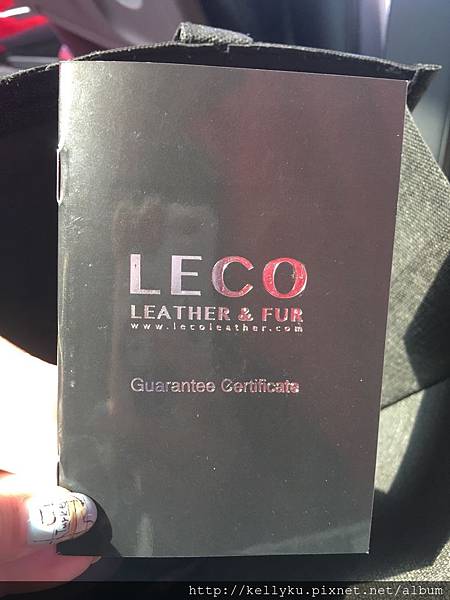 LECO
LEATHER & FUR
www.lecoleather.com
Guarantee Certificate
http://kellyku.pixnet.net/album